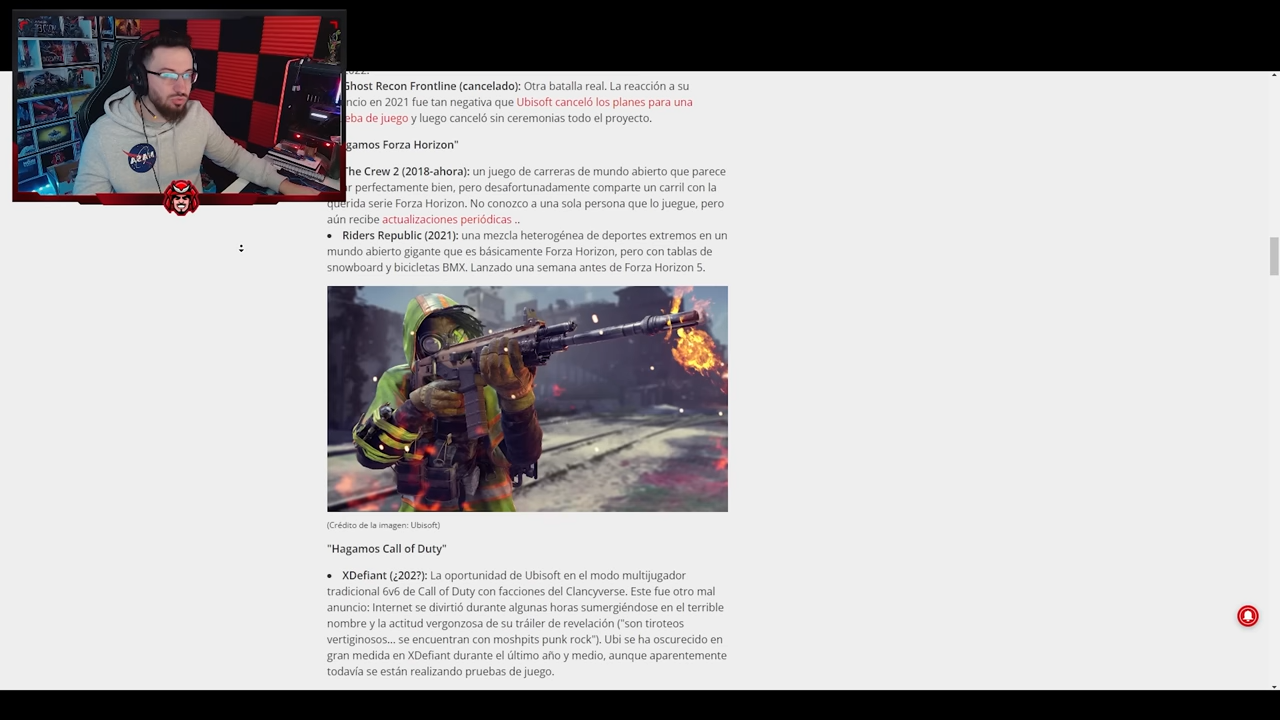 2022.
Ghost Recon Frontline (cancelado): Otra batalla real. La reacción a su
ncio en 2021 fue tan negativa que Ubisoft canceló los planes para una
eba de juego y luego canceló sin ceremonias todo el proyecto.
gamos Forza Horizon"
The Crew 2 (2018-ahora): un juego de carreras de mundo abierto que parece
ar perfectamente bien, pero desafortunadamente comparte un carril con la
querida serie Forza Horizon. No conozco a una sola persona que lo juegue, pero
aún recibe actualizaciones periódicas ..
• Riders Republic (2021): una mezcla heterogénea de deportes extremos en un
mundo abierto gigante que es básicamente Forza Horizon, pero con tablas de
snowboard y bicicletas BMX. Lanzado una semana antes de Forza Horizon 5.
(Crédito de la imagen: Ubisoft)
"Hagamos Call of Duty"
• XDefiant (¿202?): La oportunidad de Ubisoft en el modo multijugador
tradicional 6v6 de Call of Duty con facciones del Clancyverse. Este fue otro mal
anuncio: Internet se divirtió durante algunas horas sumergiéndose en el terrible
nombre y la actitud vergonzosa de su tráiler de revelación ("son tiroteos
vertiginosos... se encuentran con moshpits punk rock"). Ubi se ha oscurecido en
gran medida en XDefiant durante el último año y medio, aunque aparentemente
todavía se están realizando pruebas de juego.